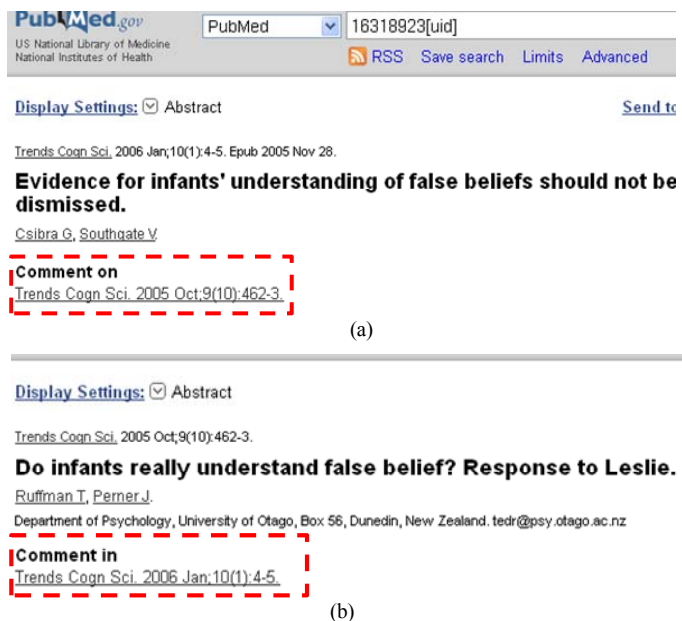 PubMed.gov
PubMed
16318923[uid]
US National Library of Medicine
National Institutes of Health
RSS Save search Limits Advanced
Display Settings: Abstract
Send to
Trends Cogn Sci. 2006 Jan;10(1):4-5. Epub 2005 Nov 28.
Evidence for infants' understanding of false beliefs should not be
dismissed.
Csibra G, Southgate V.
Comment on
Trends Cogn Sci. 2005 Oct;9(10):462-3.
(a)
Display Settings: Abstract
Trends Cogn Sci. 2005 Oct;9(10):462-3.
Do infants really understand false belief? Response to Leslie.
Ruffman T, Perner J.
Department of Psychology, University of Otago, Box 56, Dunedin, New Zealand. tedr@psy.otago.ac.nz
Comment in
Trends Cogn Sci. 2006 Jan;10(1):4-5.
(b)